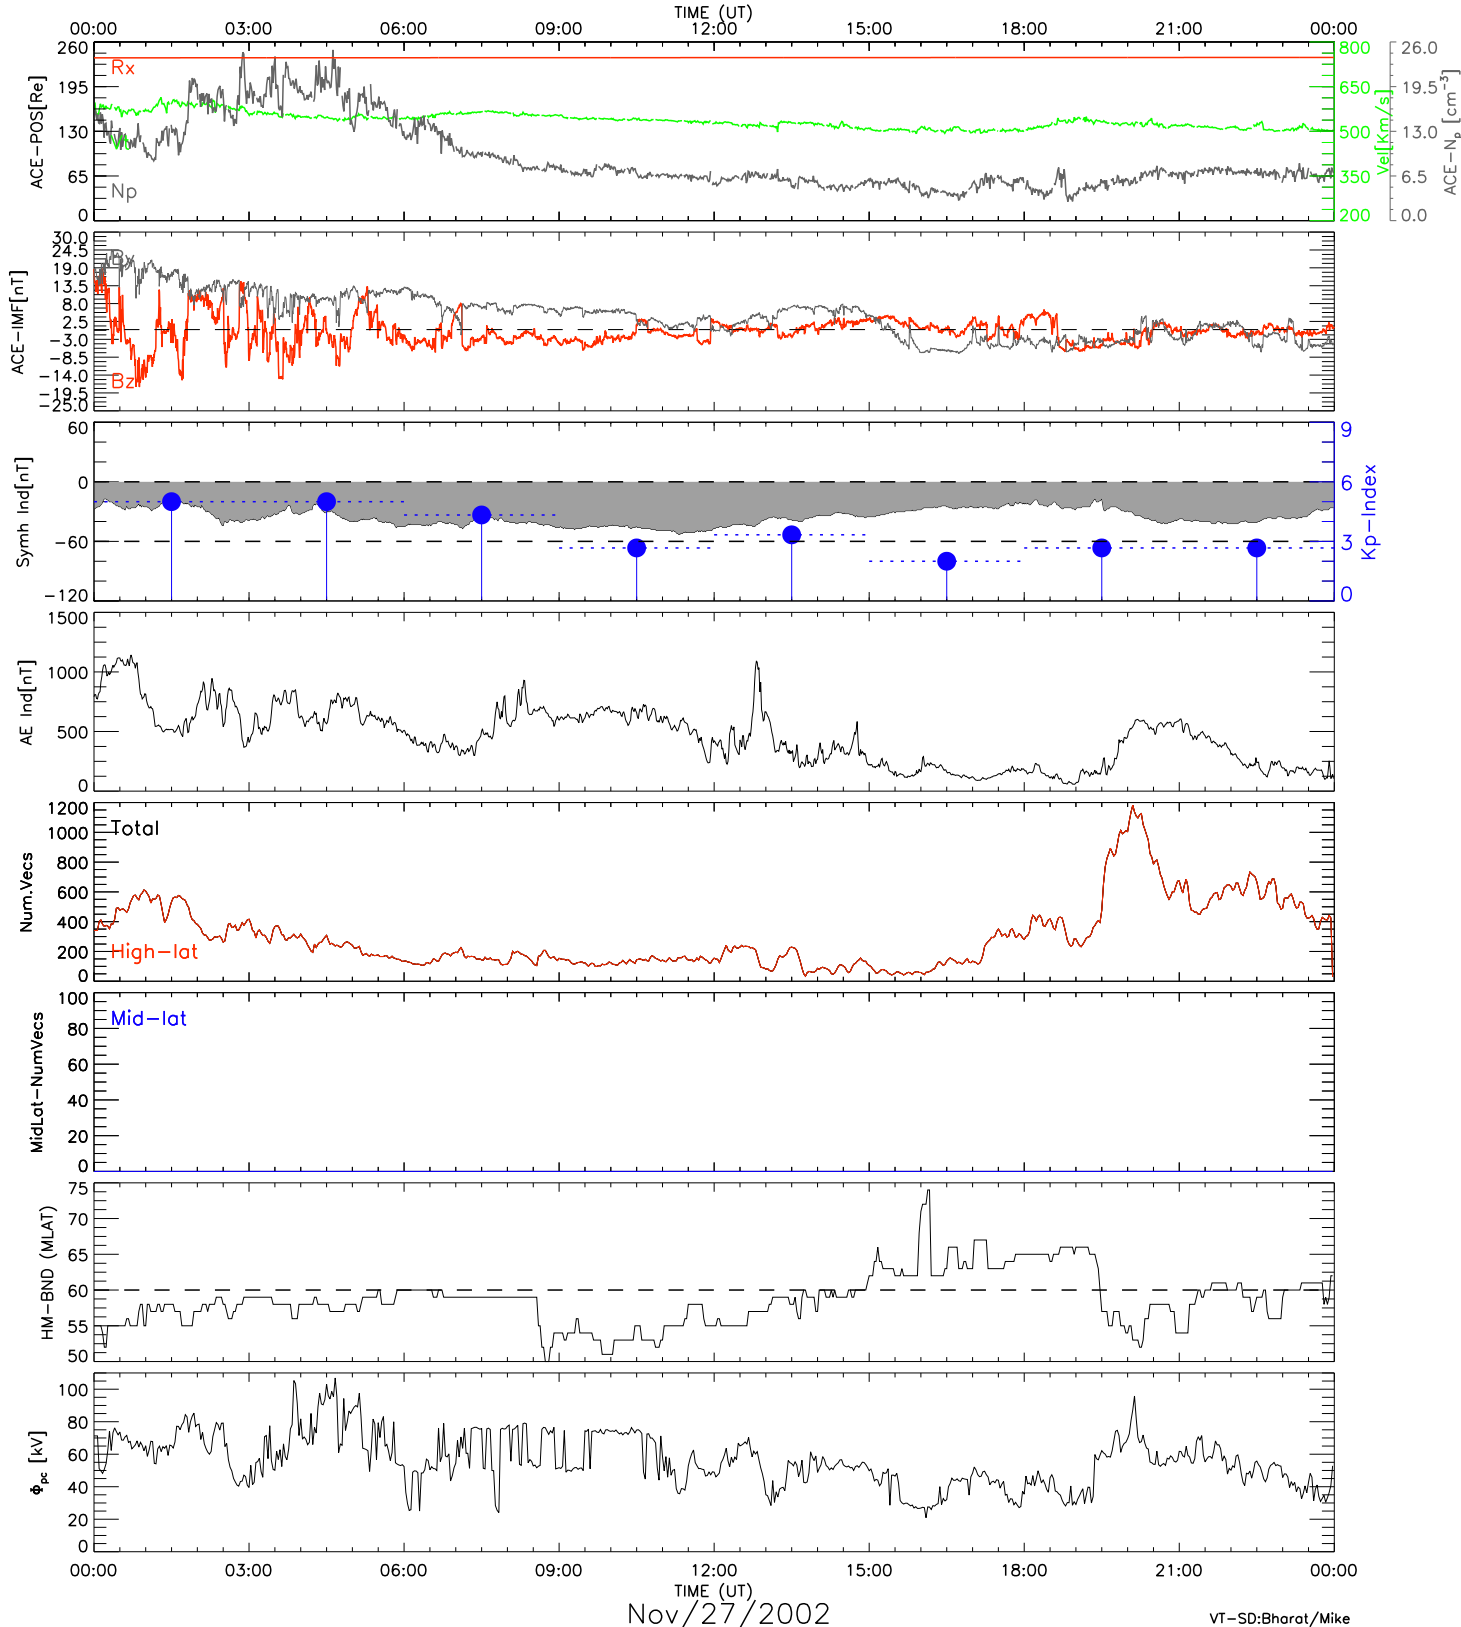 TIME (UT)
00:00 03:00 06:00 09:00 12:00 15:00 18:00 21:00 00:00
ACE-POS[Re]
260
195
130
65
0
Rx
V
Np
800
650
500
350
200
Vel[Km/s]
26.0
19.5
13.0
6.5
0.0
ACE-Np [cm-3]
ACE-IMF[nT]
30.0
24.5
19.0
13.5
8.0
2.5
-3.0
-8.5
-14.0
-19.5
-25.0
By
Bz
Symh Ind[nT]
60
0
-60
-120
9
6
3
0
Kp-Index
AE Ind[nT]
1500
1000
500
0
Num.Vecs
1200
1000
800
600
400
200
0
Total
High-lat
MidLat-NumVecs
100
80
60
40
20
0
Mid-lat
HM-BND (MLAT)
75
70
65
60
55
50
Φpc [kV]
100
80
60
40
20
0
00:00 03:00 06:00 09:00 12:00 15:00 18:00 21:00 00:00
TIME (UT)
Nov/27/2002
VT-SD:Bharat/Mike